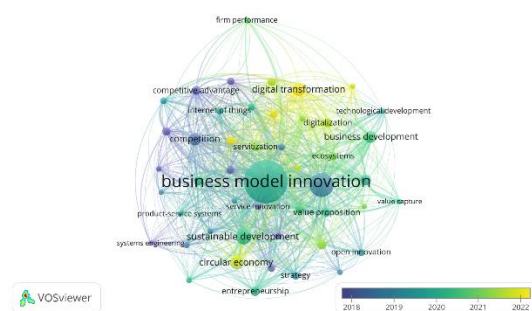 firm performance
competitive advantage
digital transformation
internet of things
technological development
digitalization
competition
business development
servitization
ecosystems
business model innovation
service innovation
value capture
product-service systems
value proposition
systems engineering
sustainable development
open innovation
circular economy
strategy
entrepreneurship
VOSviewer
2018 2019 2020 2021 2022